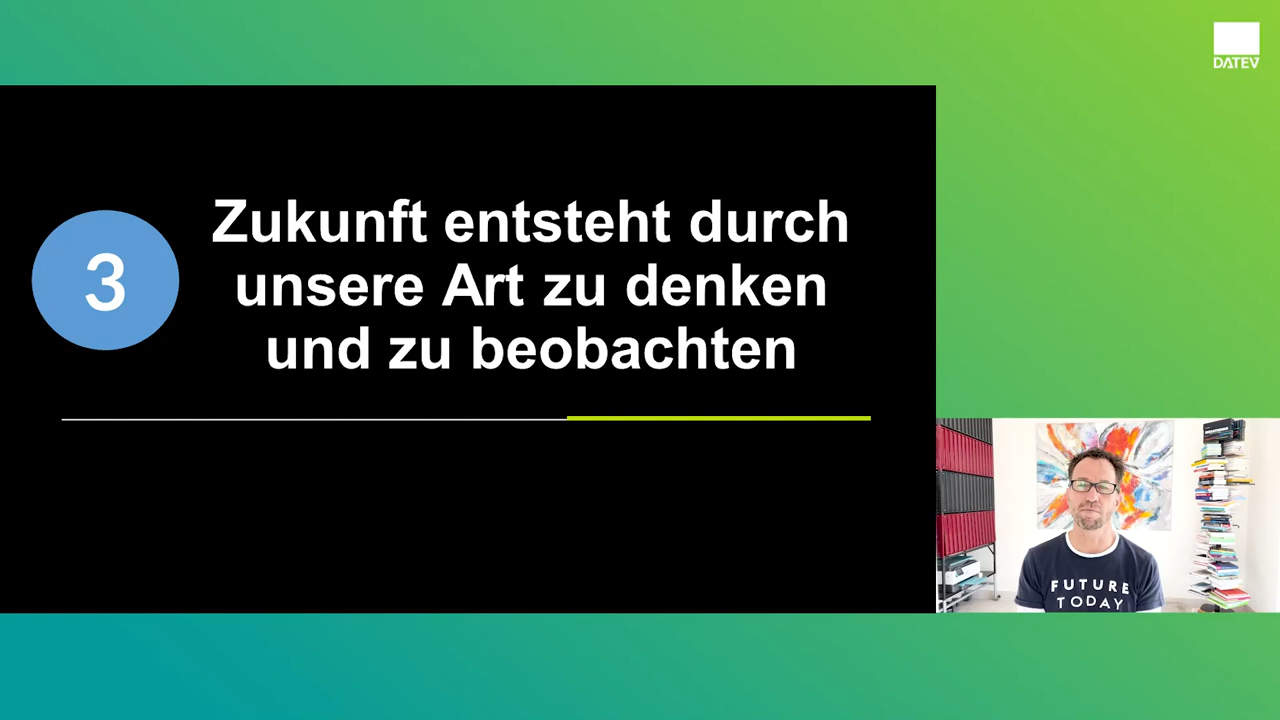 DATEV
3
Zukunft entsteht durch
unsere Art zu denken
und zu beobachten
FUTURE
TODAY